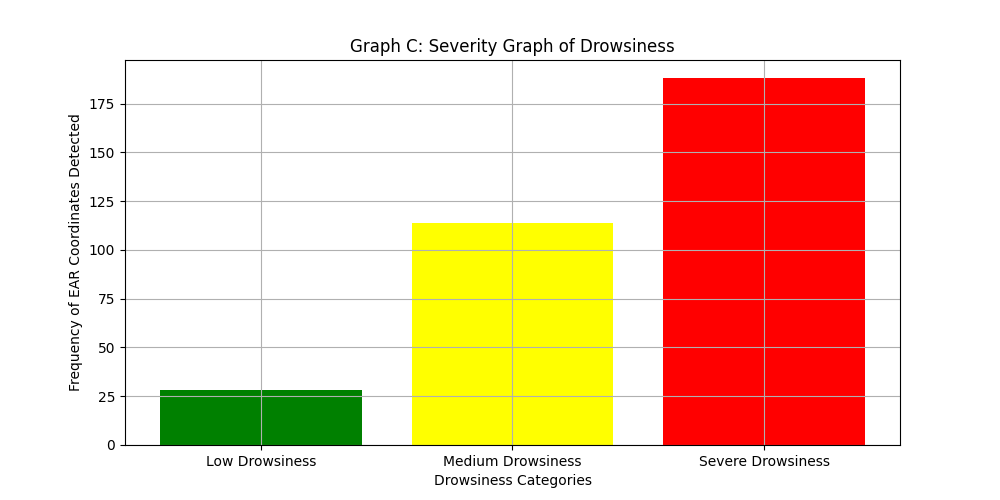 Graph C: Severity Graph of Drowsiness
Frequency of EAR Coordinates Detected
175
150
125
100
75
50
25
0
Low Drowsiness Medium Drowsiness Severe Drowsiness
Drowsiness Categories